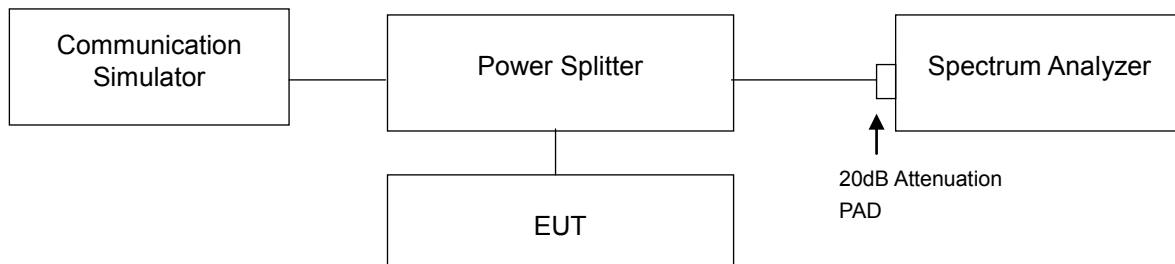 Communication
Simulator
Power Splitter
Spectrum Analyzer
20dB Attenuation
PAD
EUT